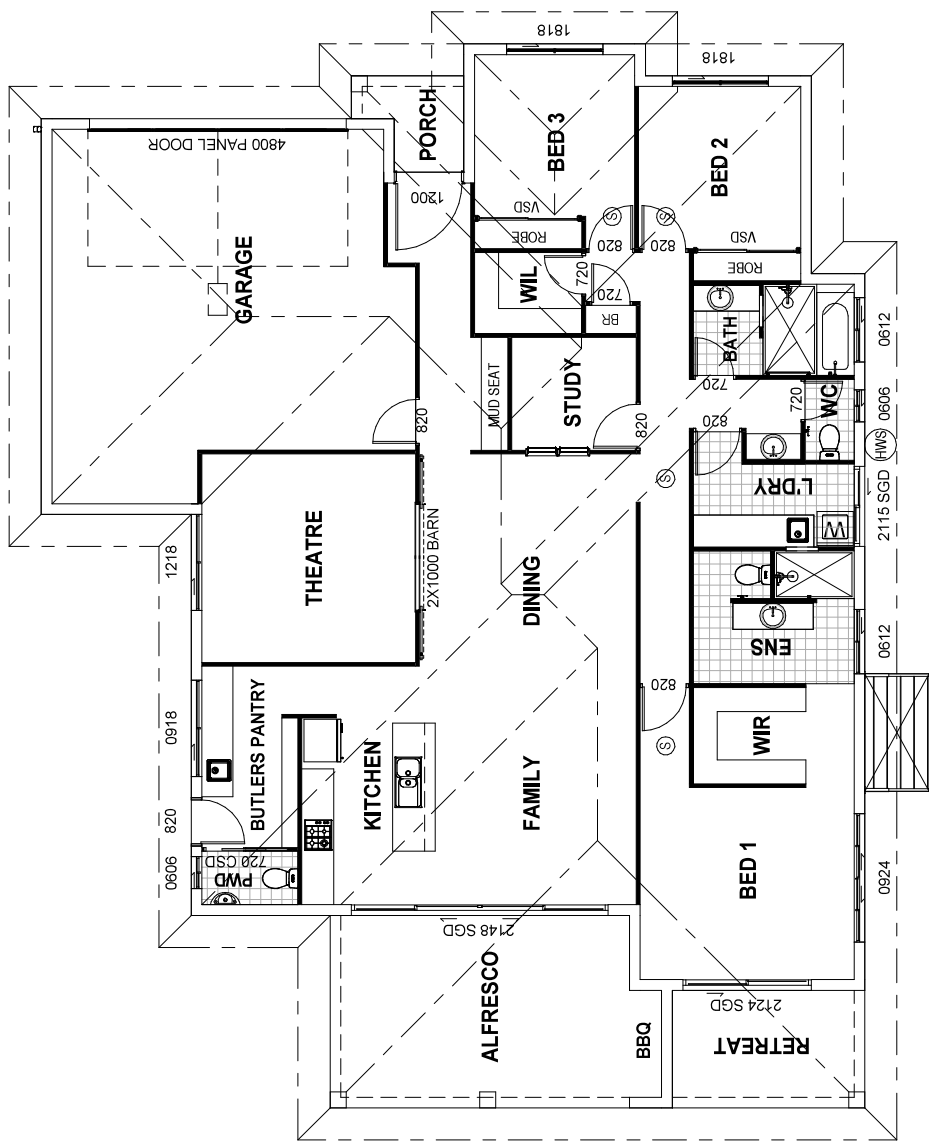 1818
1818
4800 PANEL DOOR
PORCH
BED 3
BED 2
1200
VSD
ROBE
820
S
820
S
VSD
ROBE
GARAGE
WIL
720
720
BR
BATH
0612
MUD SEAT
STUDY
820
820
720
720
WC
0606
820
HWS
S
L'DRY
W
2115 SGD
THEATRE
2X1000 BARN
1218
DINING
ENS
0612
820
S
WIR
0918
BUTLERS PANTRY
KITCHEN
FAMILY
820
720 CSD
PWD
0606
BED 1
0924
2148 SGD
ALFRESCO
BBQ
2124 SGD
RETREAT